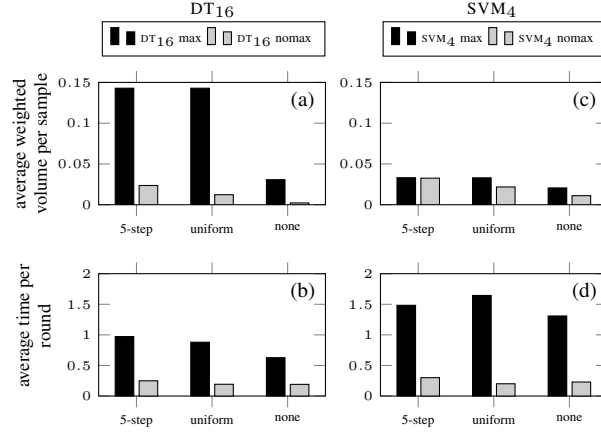 DT16
SVM4
DT16 max DT16 nomax
SVM4 max SVM4 nomax
average weighted
volume per sample
0.15
0.1
0.05
0
(a)
5-step uniform none
0.15
0.1
0.05
0
(c)
5-step uniform none
average time per
round
2
1.5
1
0.5
0
(b)
5-step uniform none
2
1.5
1
0.5
0
(d)
5-step uniform none